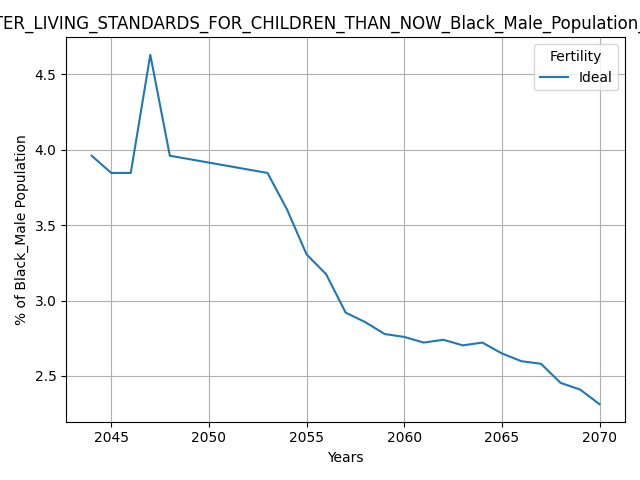 TER_LIVING_STANDARDS_FOR_CHILDREN_THAN_NOW_Black_Male_Population_
Fertility
Ideal
4.5
4.0
3.5
3.0
2.5
% of Black_Male Population
2045 2050 2055 2060 2065 2070
Years